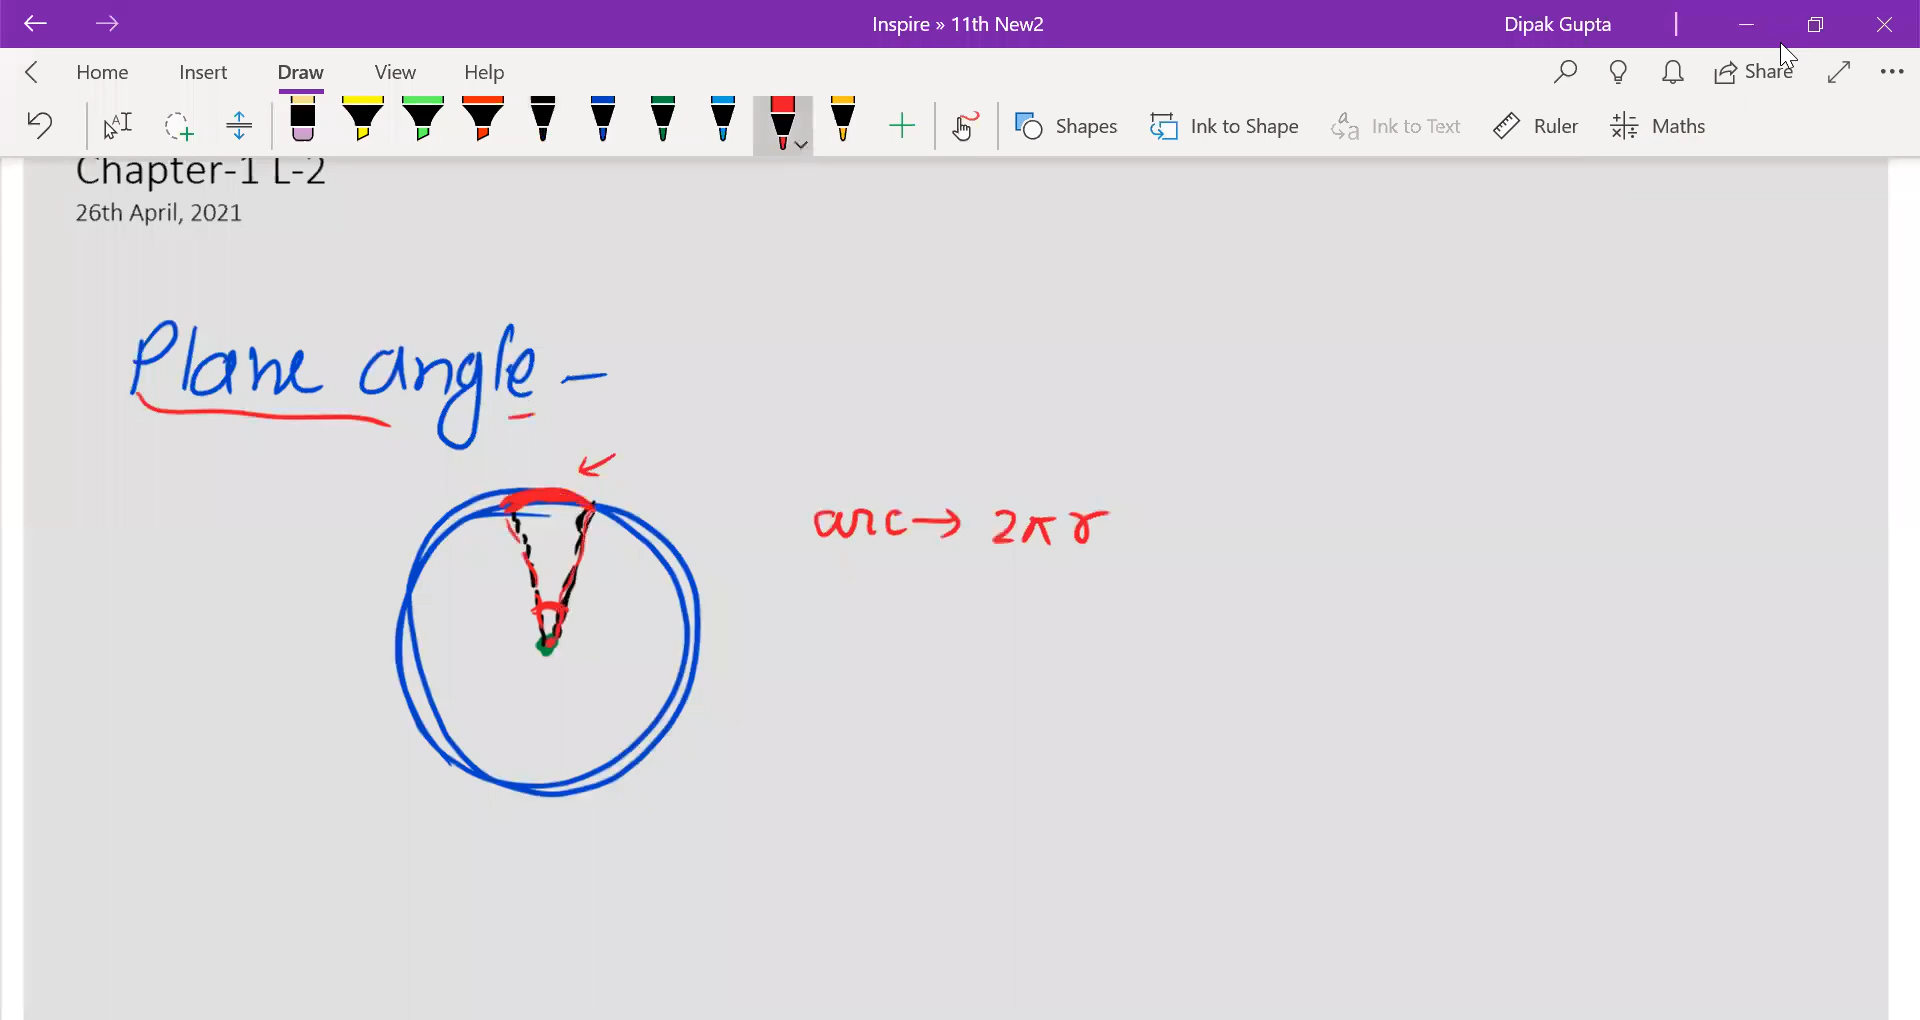 Inspire » 11th New2
Dipak Gupta
Home Insert Draw View Help
Share
Shapes Ink to Shape Ink to Text Ruler Maths
Chapter-1 L-2
26th April, 2021
Plane angle -
arc → 2πr